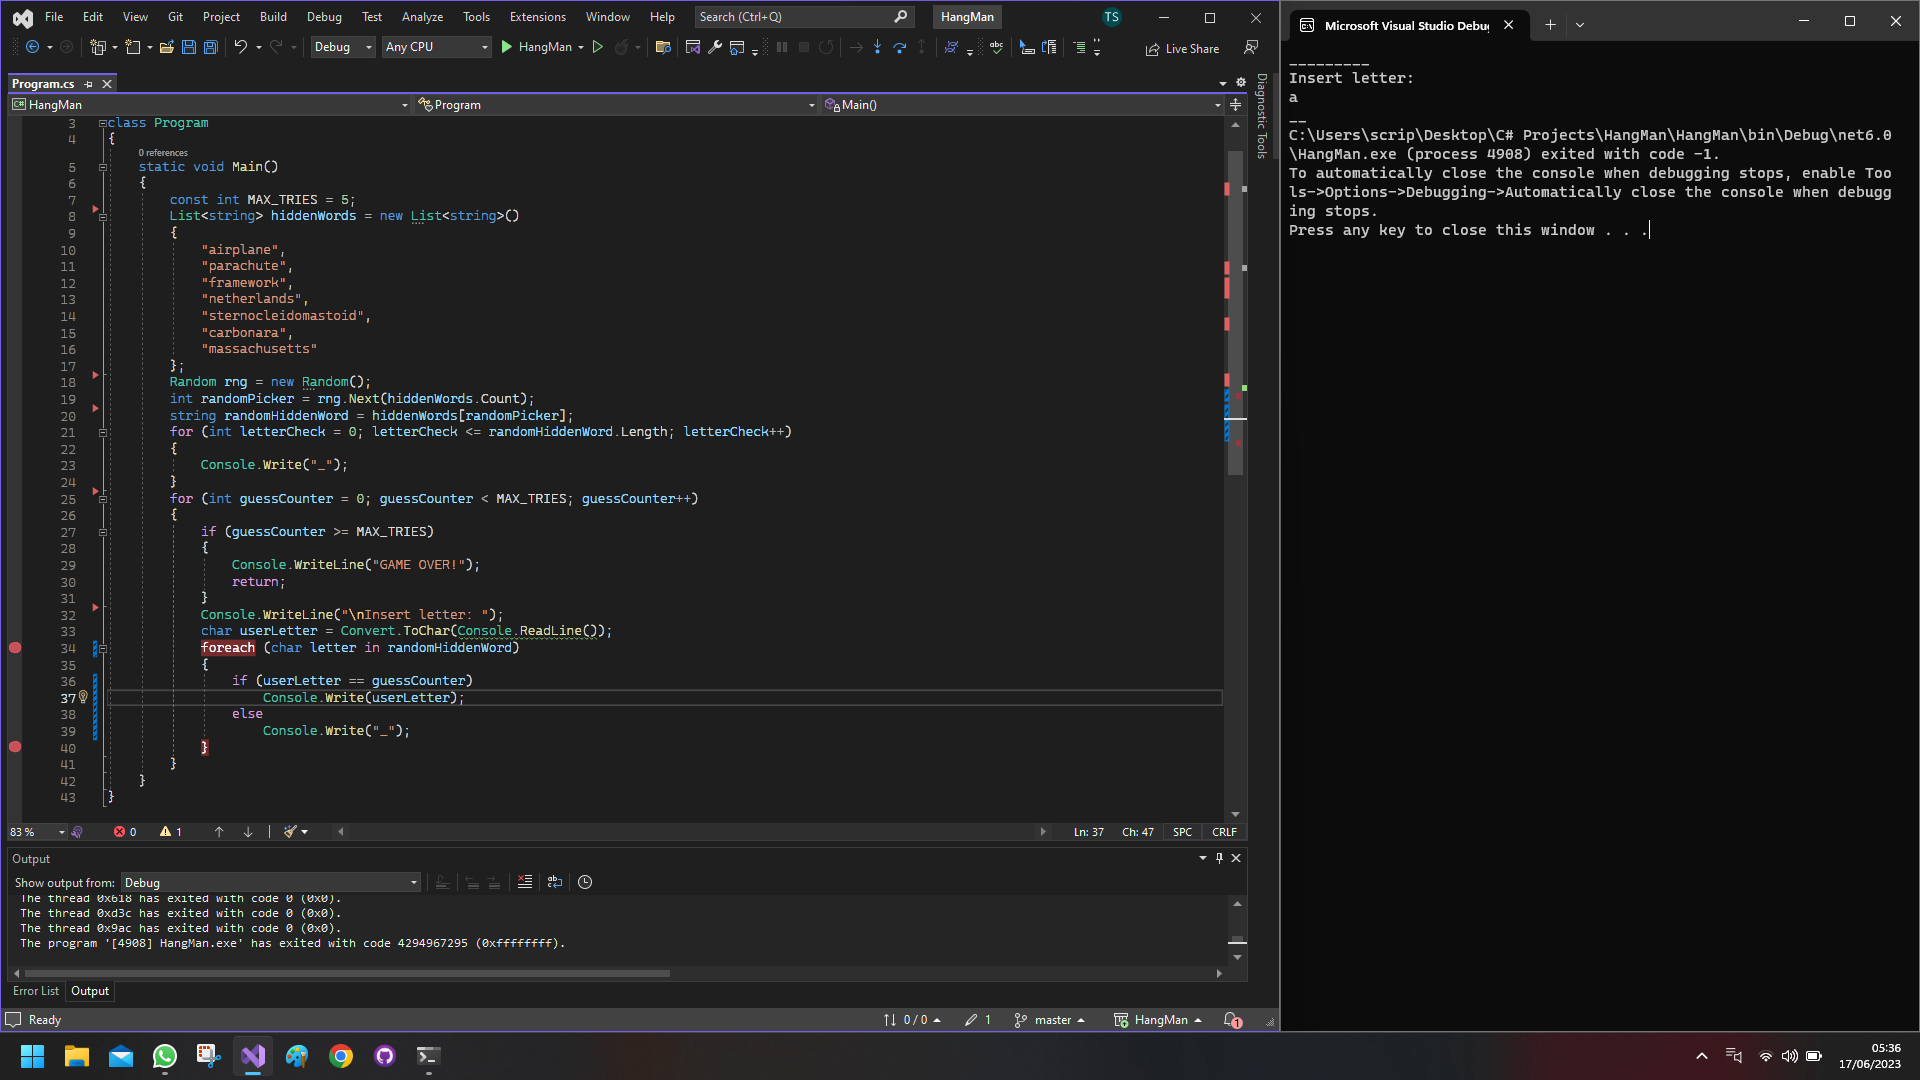 File Edit View Git Project Build Debug Test Analyze Tools Extensions Window Help Search (Ctrl+Q) HangMan TS
Debug Any CPU HangMan Live Share
Program.cs
HangMan Program Main()
3 class Program
4 {
0 references
5 static void Main()
6 {
7 const int MAX_TRIES = 5;
8 List<string> hiddenWords = new List<string>()
9 {
10 "airplane",
11 "parachute",
12 "framework",
13 "netherlands",
14 "sternocleidomastoid",
15 "carbonara",
16 "massachusetts"
17 };
18 Random rng = new Random();
19 int randomPicker = rng.Next(hiddenWords.Count);
20 string randomHiddenWord = hiddenWords[randomPicker];
21 for (int letterCheck = 0; letterCheck <= randomHiddenWord.Length; letterCheck++)
22 {
23 Console.Write("_");
24 }
25 for (int guessCounter = 0; guessCounter < MAX_TRIES; guessCounter++)
26 {
27 if (guessCounter >= MAX_TRIES)
28 {
29 Console.WriteLine("GAME OVER!");
30 return;
31 }
32 Console.WriteLine("\nInsert letter: ");
33 char userLetter = Convert.ToChar(Console.ReadLine());
34 foreach (char letter in randomHiddenWord)
35 {
36 if (userLetter == guessCounter)
37 Console.Write(userLetter);
38 else
39 Console.Write("_");
40 }
41 }
42 }
43 }
83 % 0 1 Ln: 37 Ch: 47 SPC CRLF
Output
Show output from: Debug
The thread 0x618 has exited with code 0 (0x0).
The thread 0xd3c has exited with code 0 (0x0).
The thread 0x9ac has exited with code 0 (0x0).
The program '[4908] HangMan.exe' has exited with code 4294967295 (0xffffffff).
Error List Output
Ready 0 / 0 1 master HangMan 1
Diagnostic Tools
Microsoft Visual Studio Debug
_________
Insert letter:
a
__
C:\Users\scrip\Desktop\C# Projects\HangMan\HangMan\bin\Debug\net6.0
\HangMan.exe (process 4908) exited with code -1.
To automatically close the console when debugging stops, enable Too
ls->Options->Debugging->Automatically close the console when debugg
ing stops.
Press any key to close this window . . .
05:36
17/06/2023